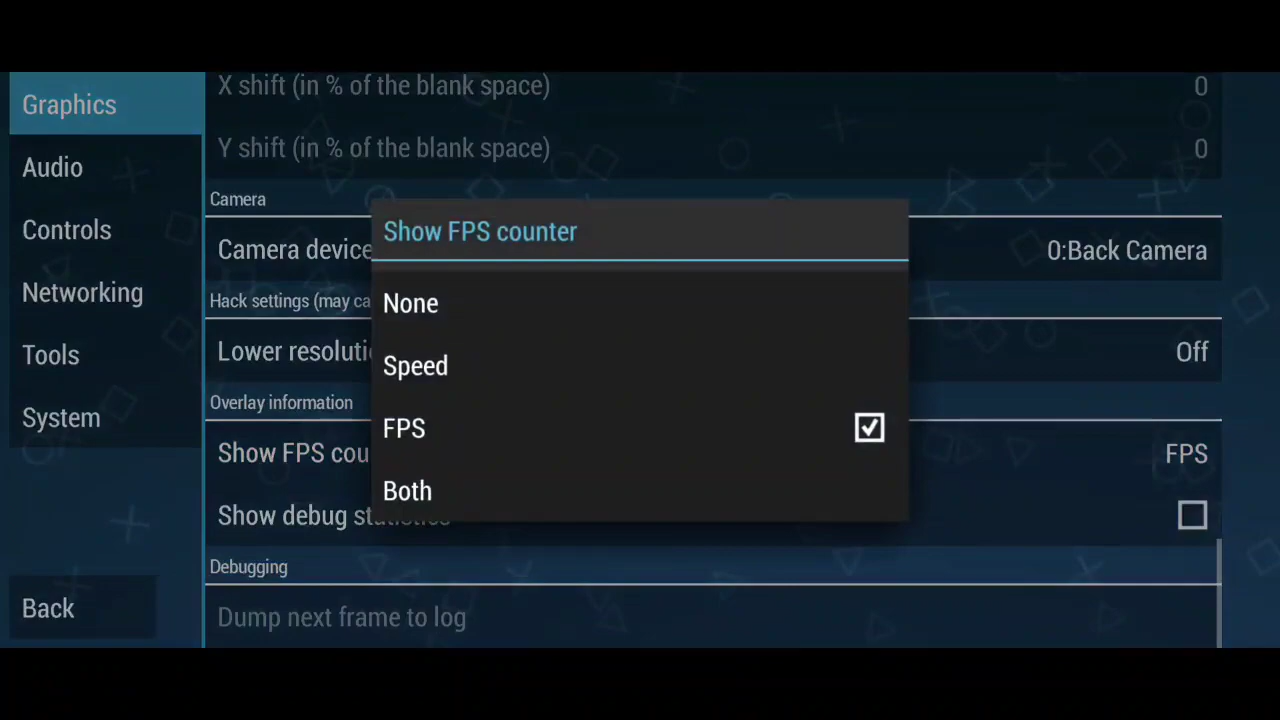 Graphics
Audio
Controls
Networking
Tools
System
Back
X shift (in % of the blank space) 0
Y shift (in % of the blank space) 0
Camera
Camera device 0:Back Camera
Hack settings (may ca
Lower resoluti Off
Overlay information
Show FPS cou FPS
Show debug statistics
Debugging
Dump next frame to log
Show FPS counter
None
Speed
FPS
Both